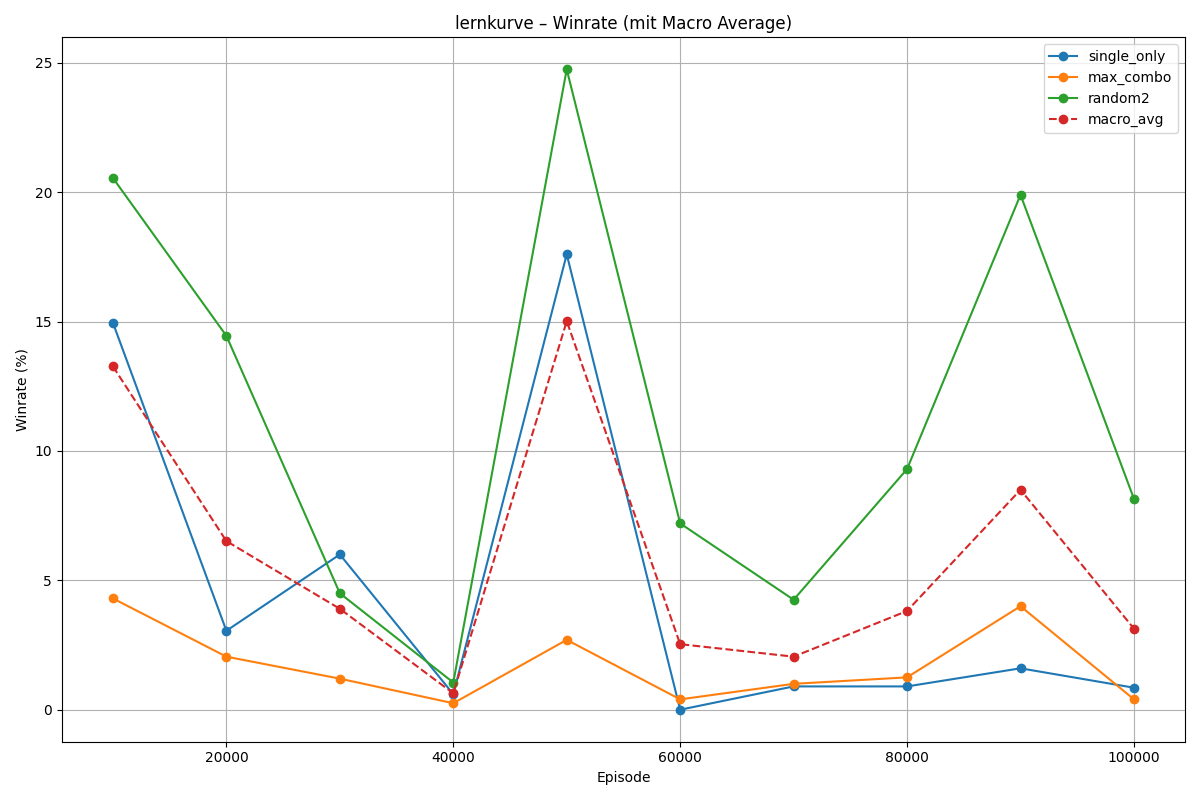 lernkurve – Winrate (mit Macro Average)
single_only
max_combo
random2
macro_avg
Winrate (%)
25
20
15
10
5
0
20000 40000 60000 80000 100000
Episode